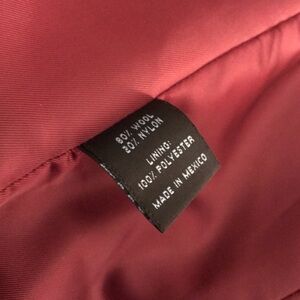 80% WOOL
20% NYLON
LINING:
100% POLYESTER
MADE IN MEXICO